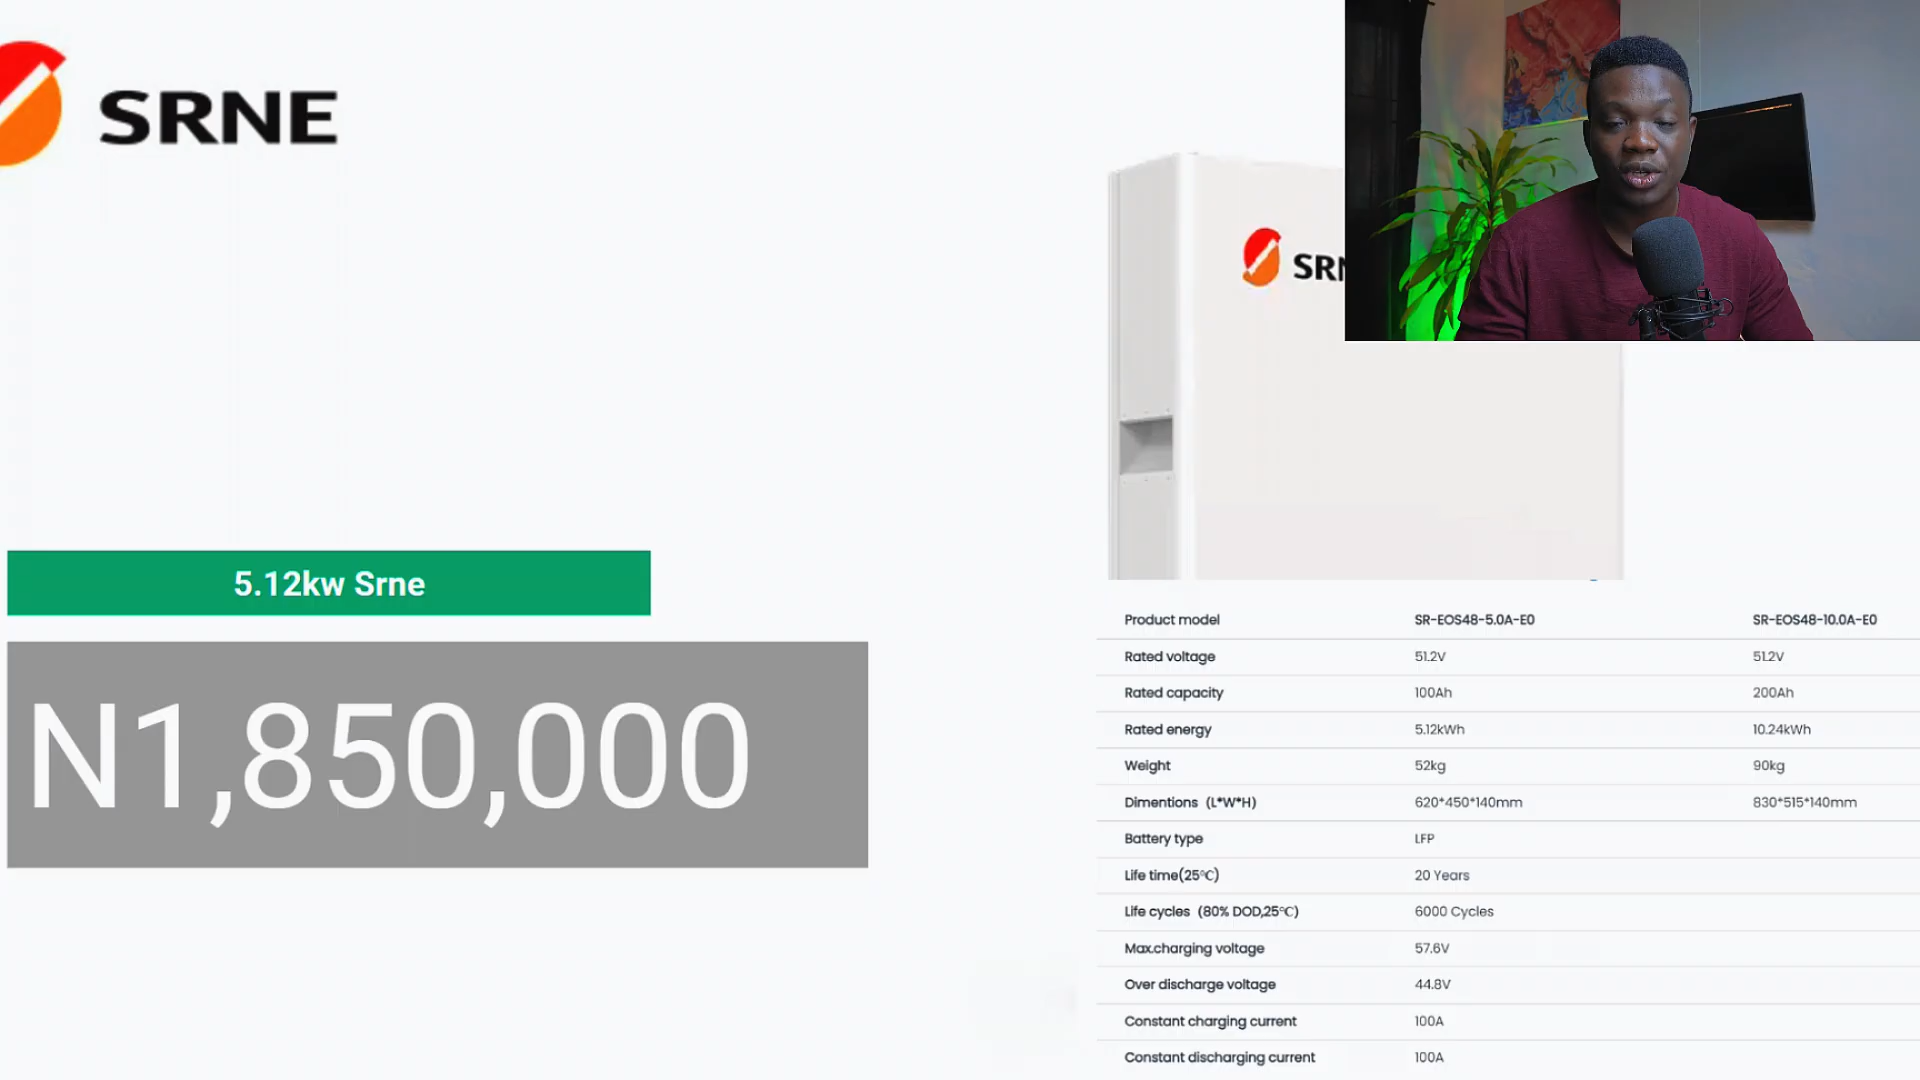 SRNE
SRN
5.12kw Srne
N1,850,000
Product model SR-EOS48-5.0A-E0 SR-EOS48-10.0A-E0
Rated voltage 51.2V 51.2V
Rated capacity 100Ah 200Ah
Rated energy 5.12kWh 10.24kWh
Weight 52kg 90kg
Dimentions (L*W*H) 620*450*140mm 830*515*140mm
Battery type LFP
Life time(25℃) 20 Years
Life cycles (80% DOD,25℃) 6000 Cycles
Max.charging voltage 57.6V
Over discharge voltage 44.8V
Constant charging current 100A
Constant discharging current 100A